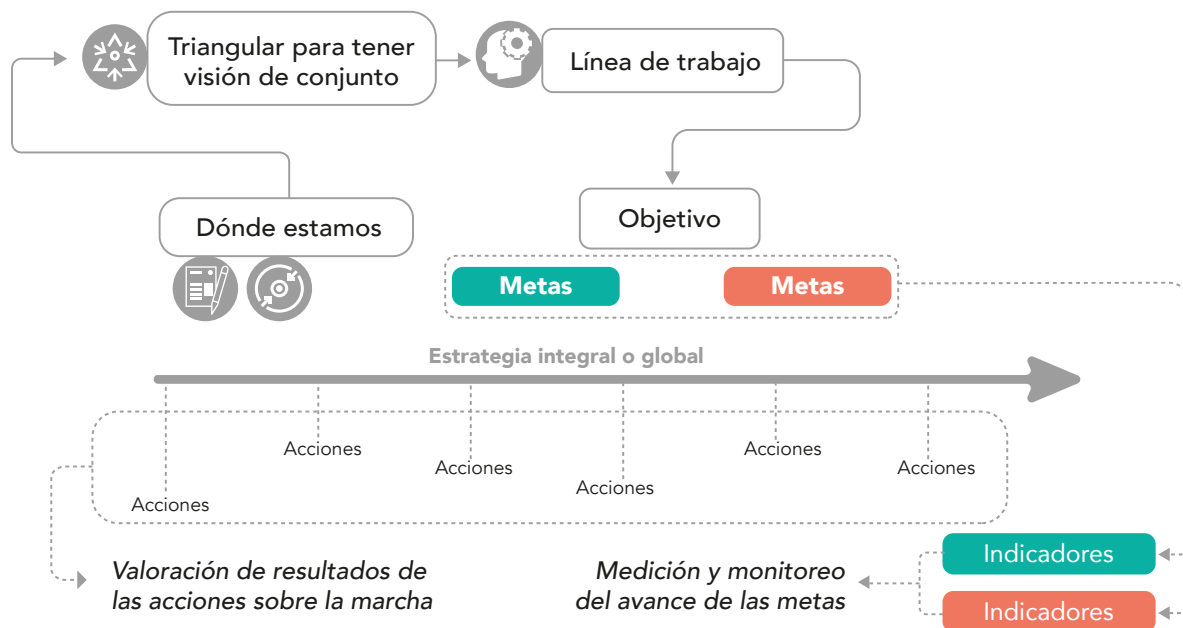 Triangular para tener
visión de conjunto
Línea de trabajo
Dónde estamos
Objetivo
Metas
Metas
Estrategia integral o global
Acciones
Acciones
Acciones
Acciones
Acciones
Acciones
Valoración de resultados de
las acciones sobre la marcha
Medición y monitoreo
del avance de las metas
Indicadores
Indicadores